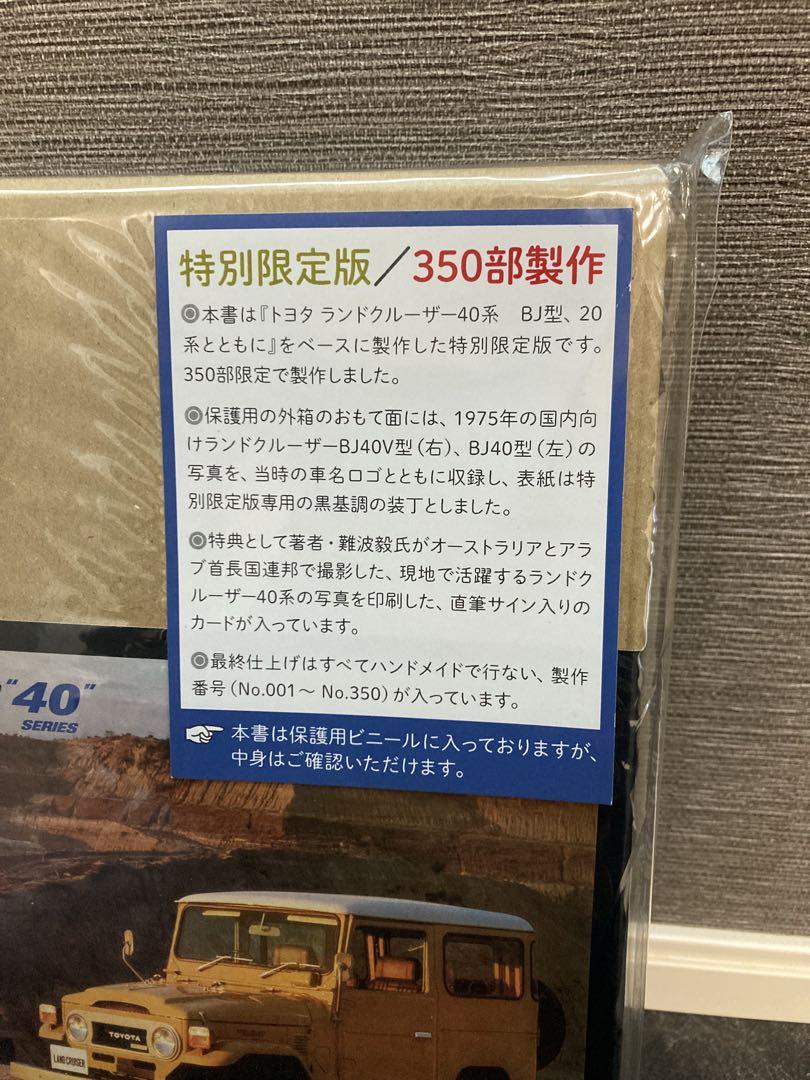 特別限定版／350部製作
◎本書は『トヨタ ランドクルーザー40系　BJ型、20
系とともに』をベースに製作した特別限定版です。
350部限定で製作しました。
◎保護用の外箱のおもて面には、1975年の国内向
けランドクルーザーBJ40V型（右）、BJ40型（左）の
写真を、当時の車名ロゴとともに収録し、表紙は特
別限定版専用の黒基調の装丁としました。
◎特典として著者・難波毅氏がオーストラリアとアラ
ブ首長国連邦で撮影した、現地で活躍するランドク
ルーザー40系の写真を印刷した、直筆サイン入りの
カードが入っています。
◎最終仕上げはすべてハンドメイドで行ない、製作
番号（No.001～ No.350）が入っています。
本書は保護用ビニールに入っておりますが、
中身はご確認いただけます。
"40"
SERIES
TOYOTA
LAND CRUISER